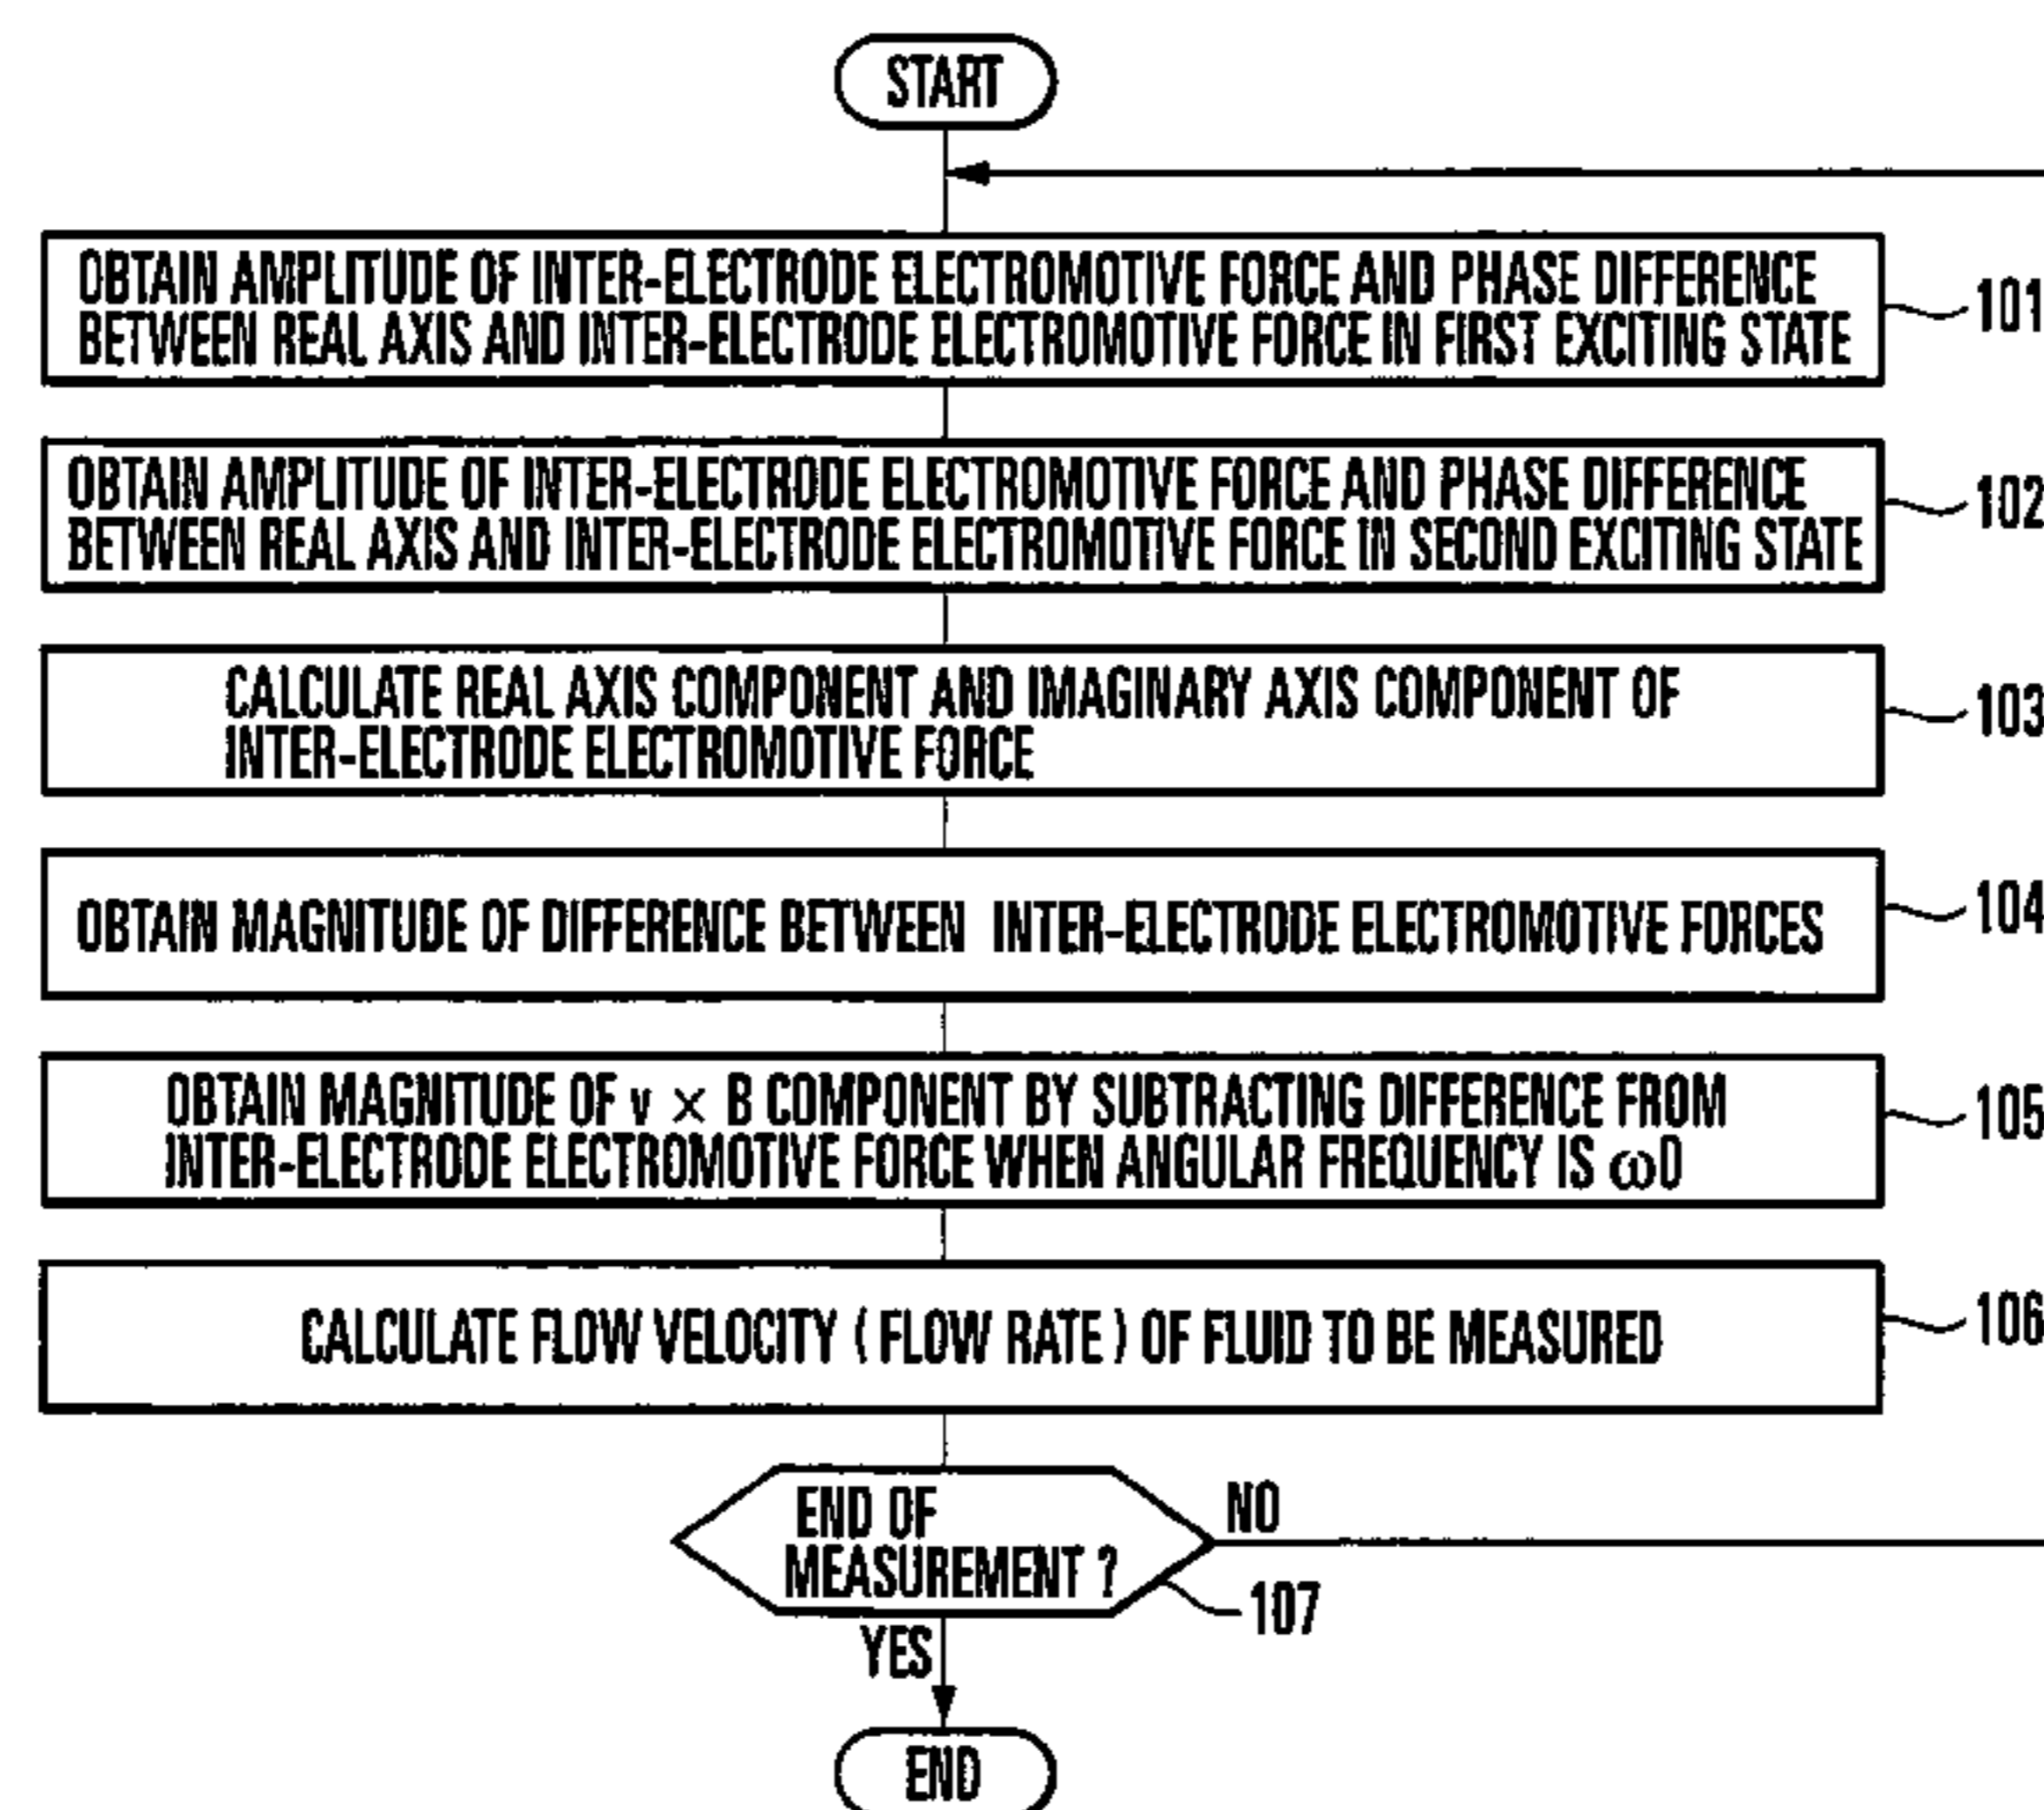 START
OBTAIN AMPLITUDE OF INTER-ELECTRODE ELECTROMOTIVE FORCE AND PHASE DIFFERENCE
BETWEEN REAL AXIS AND INTER-ELECTRODE ELECTROMOTIVE FORCE IN FIRST EXCITING STATE
101
OBTAIN AMPLITUDE OF INTER-ELECTRODE ELECTROMOTIVE FORCE AND PHASE DIFFERENCE
BETWEEN REAL AXIS AND INTER-ELECTRODE ELECTROMOTIVE FORCE IN SECOND EXCITING STATE
102
CALCULATE REAL AXIS COMPONENT AND IMAGINARY AXIS COMPONENT OF
INTER-ELECTRODE ELECTROMOTIVE FORCE
103
OBTAIN MAGNITUDE OF DIFFERENCE BETWEEN INTER-ELECTRODE ELECTROMOTIVE FORCES
104
OBTAIN MAGNITUDE OF v × B COMPONENT BY SUBTRACTING DIFFERENCE FROM
INTER-ELECTRODE ELECTROMOTIVE FORCE WHEN ANGULAR FREQUENCY IS ω0
105
CALCULATE FLOW VELOCITY ( FLOW RATE ) OF FLUID TO BE MEASURED
106
END OF
MEASUREMENT ?
NO
107
YES
END